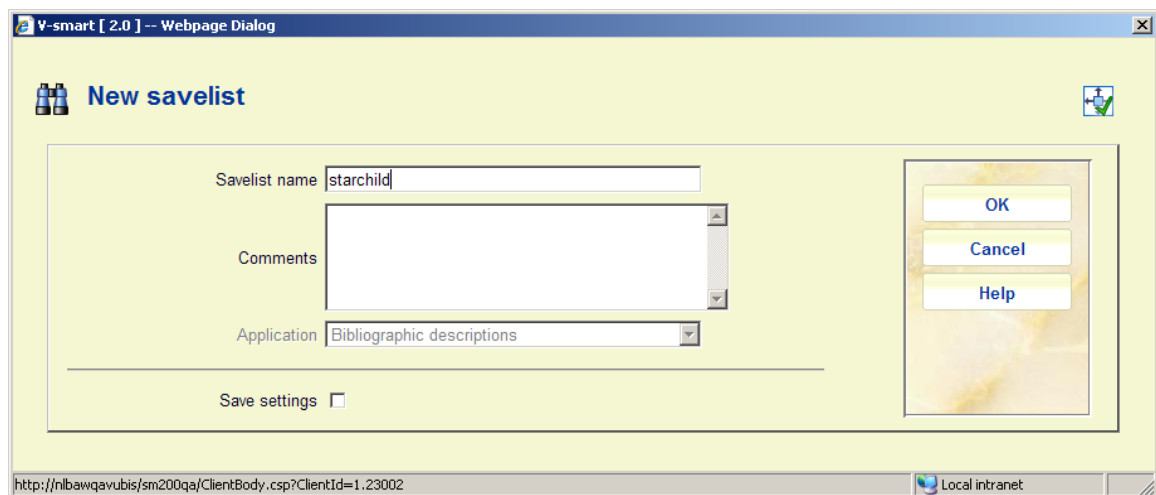 V-smart [ 2.0 ] -- Webpage Dialog
New savelist
Savelist name starchild
OK
Comments
Cancel
Help
Application Bibliographic descriptions
Save settings
http://nlbawqavubis/sm200qa/ClientBody.csp?ClientId=1.23002 Local intranet